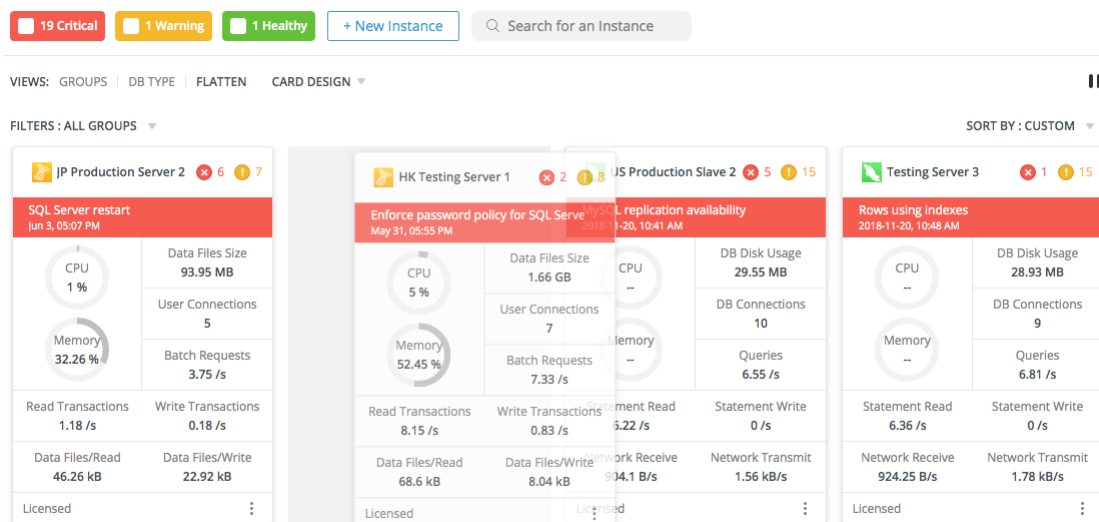 19 Critical
1 Warning
1 Healthy
+ New Instance
Search for an Instance
VIEWS: GROUPS DB TYPE FLATTEN CARD DESIGN
FILTERS : ALL GROUPS
SORT BY : CUSTOM
JP Production Server 2 6 7
SQL Server restart
Jun 3, 05:07 PM
CPU
1 %
Data Files Size
93.95 MB
User Connections
5
Memory
32.26 %
Batch Requests
3.75 /s
Read Transactions
1.18 /s
Write Transactions
0.18 /s
Data Files/Read
46.26 kB
Data Files/Write
22.92 kB
Licensed
HK Testing Server 1 2 8
Enforce password policy for SQL Serve
May 31, 05:55 PM
CPU
5 %
Data Files Size
1.66 GB
User Connections
7
Memory
52.45 %
Batch Requests
7.33 /s
Read Transactions
8.15 /s
Write Transactions
0.83 /s
Data Files/Read
68.6 kB
Data Files/Write
8.04 kB
Licensed
US Production Slave 2 5 15
MySQL replication availability
2018-11-20, 10:41 AM
CPU
--
DB Disk Usage
29.55 MB
DB Connections
10
Memory
--
Queries
6.55 /s
Statement Read
6.22 /s
Statement Write
0 /s
Network Receive
904.1 B/s
Network Transmit
1.56 kB/s
Licensed
Testing Server 3 1 15
Rows using indexes
2018-11-20, 10:48 AM
CPU
--
DB Disk Usage
28.93 MB
DB Connections
9
Memory
--
Queries
6.81 /s
Statement Read
6.36 /s
Statement Write
0 /s
Network Receive
924.25 B/s
Network Transmit
1.78 kB/s
Licensed